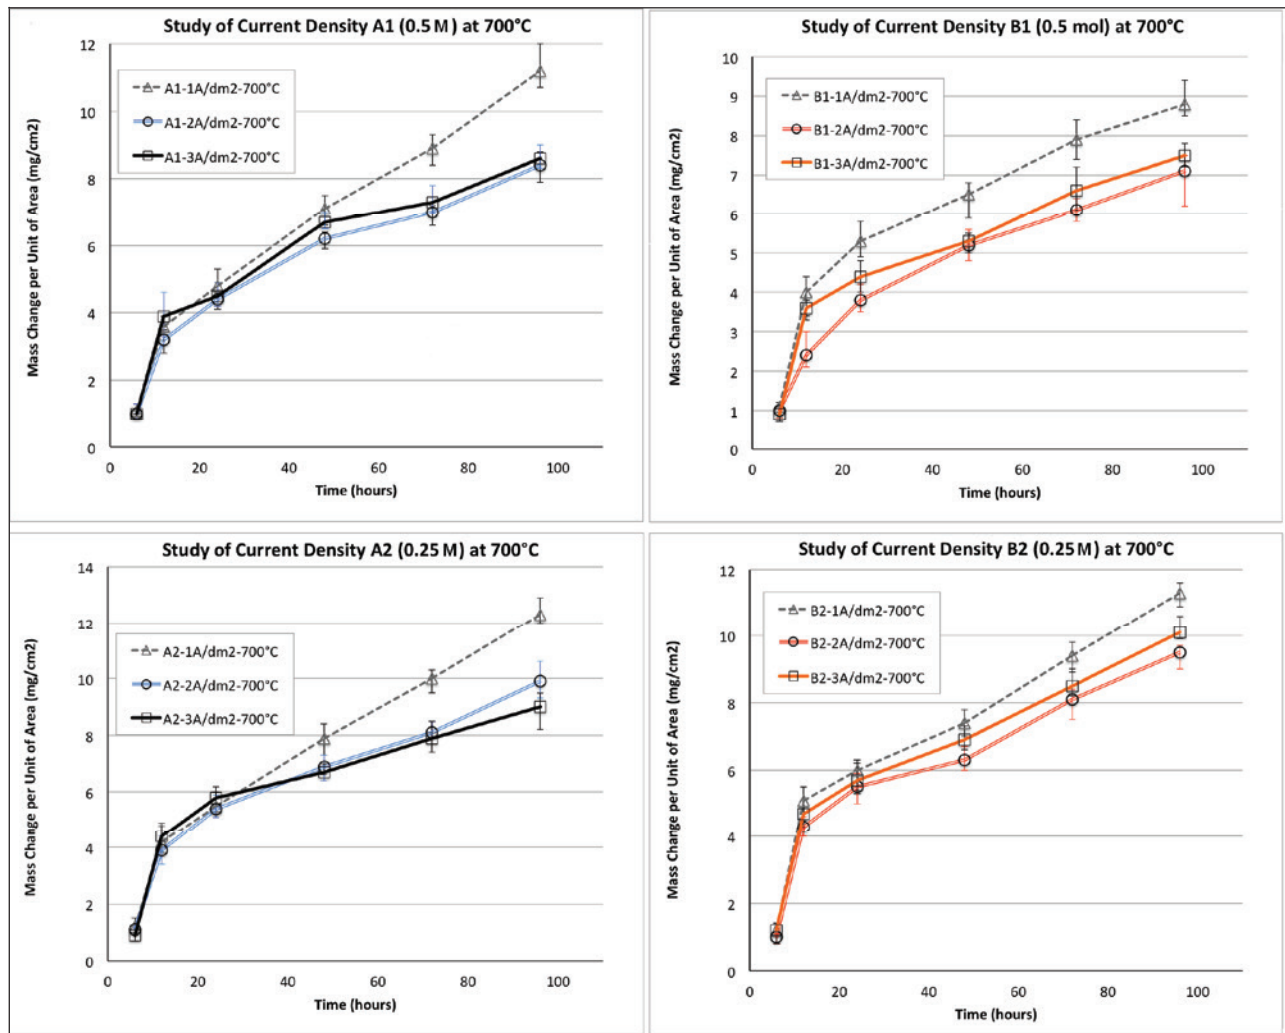 Study of Current Density A1 (0.5 M) at 700°C
Mass Change per Unit of Area (mg/cm2)
12
10
8
6
4
2
0
A1-1A/dm2-700°C
A1-2A/dm2-700°C
A1-3A/dm2-700°C
0 20 40 60 80 100
Time (hours)
Study of Current Density B1 (0.5 mol) at 700°C
Mass Change per Unit of Area (mg/cm2)
10
9
8
7
6
5
4
3
2
1
0
B1-1A/dm2-700°C
B1-2A/dm2-700°C
B1-3A/dm2-700°C
0 20 40 60 80 100
Time (hours)
Study of Current Density A2 (0.25 M) at 700°C
Mass Change per Unit of Area (mg/cm2)
14
12
10
8
6
4
2
0
A2-1A/dm2-700°C
A2-2A/dm2-700°C
A2-3A/dm2-700°C
0 20 40 60 80 100
Time (hours)
Study of Current Density B2 (0.25 M) at 700°C
Mass Change per Unit of Area (mg/cm2)
12
10
8
6
4
2
0
B2-1A/dm2-700°C
B2-2A/dm2-700°C
B2-3A/dm2-700°C
0 20 40 60 80 100
Time (hours)